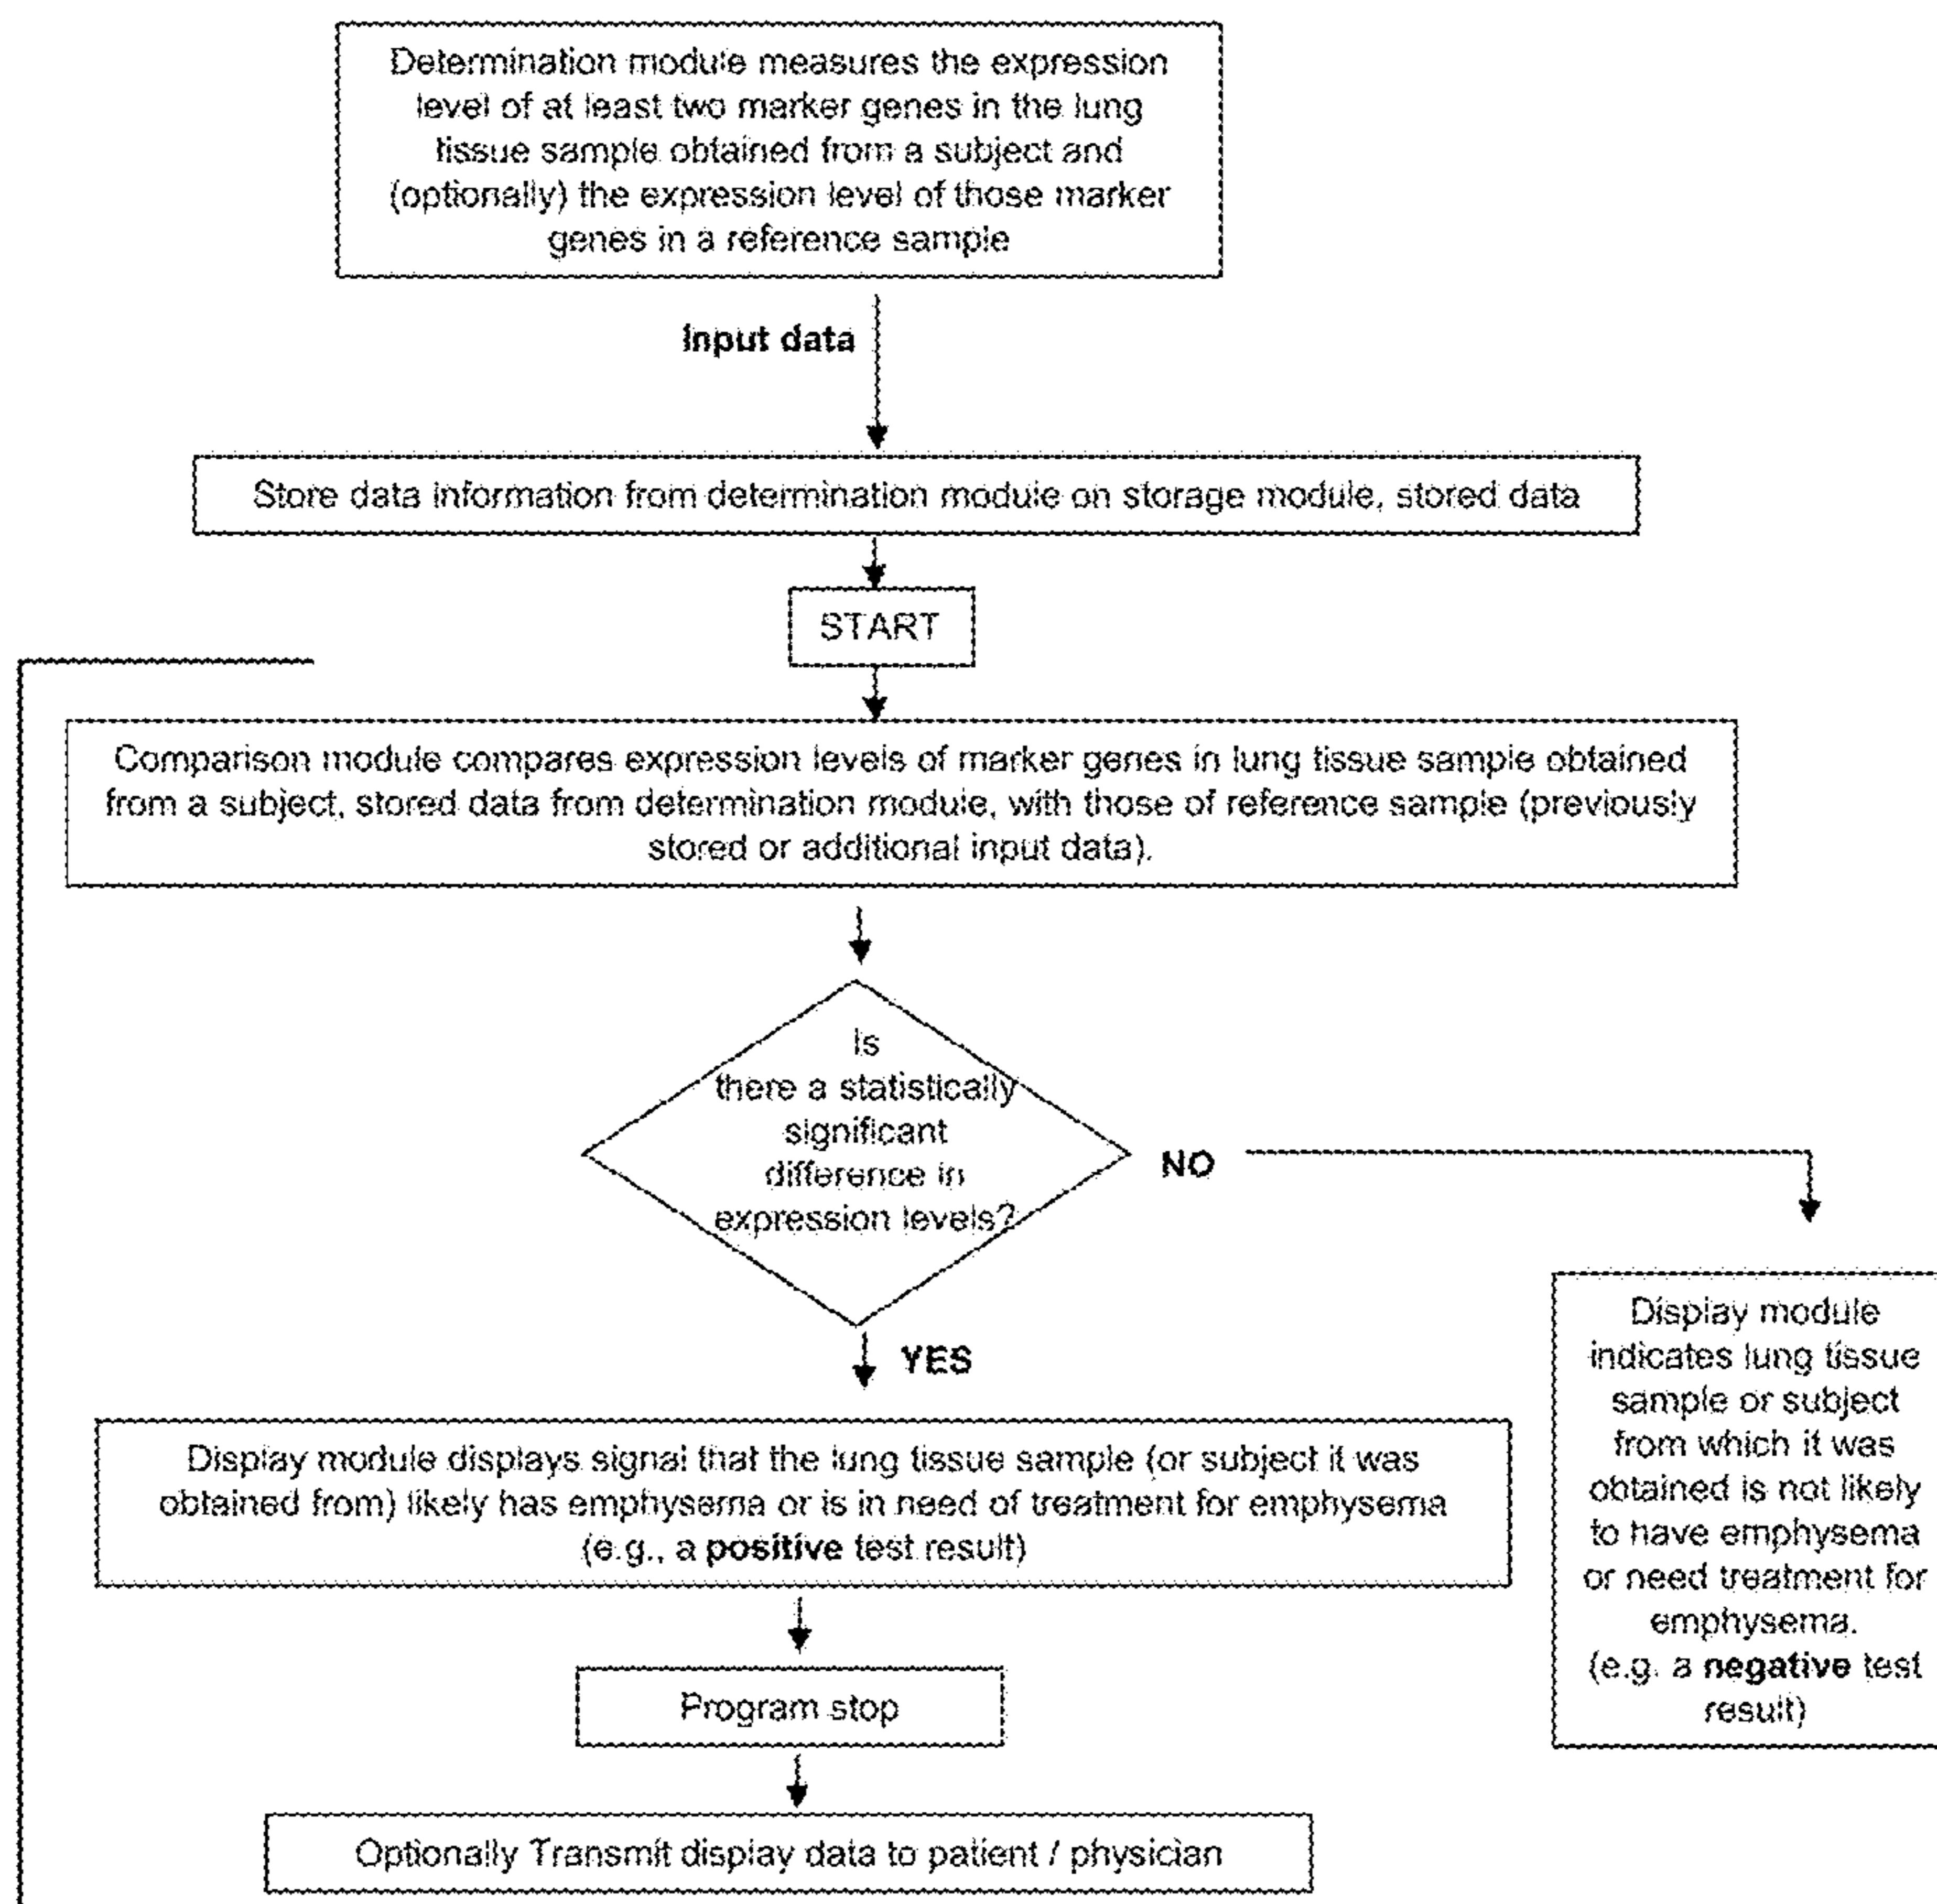 Determination module measures the expression
level of at least two marker genes in the lung
tissue sample obtained from a subject and
(optionally) the expression level of those marker
genes in a reference sample
Input data
Store data information from determination module on storage module, stored data
START
Comparison module compares expression levels of marker genes in lung tissue sample obtained
from a subject, stored data from determination module, with those of reference sample (previously
stored or additional input data).
Is
there a statistically
significant
difference in
expression levels?
NO
YES
Display module displays signal that the lung tissue sample (or subject it was
obtained from) likely has emphysema or is in need of treatment for emphysema
(e.g., a positive test result)
Display module
indicates lung tissue
sample or subject
from which it was
obtained is not likely
to have emphysema
or need treatment for
emphysema.
(e.g. a negative test
result)
Program stop
Optionally Transmit display data to patient / physician